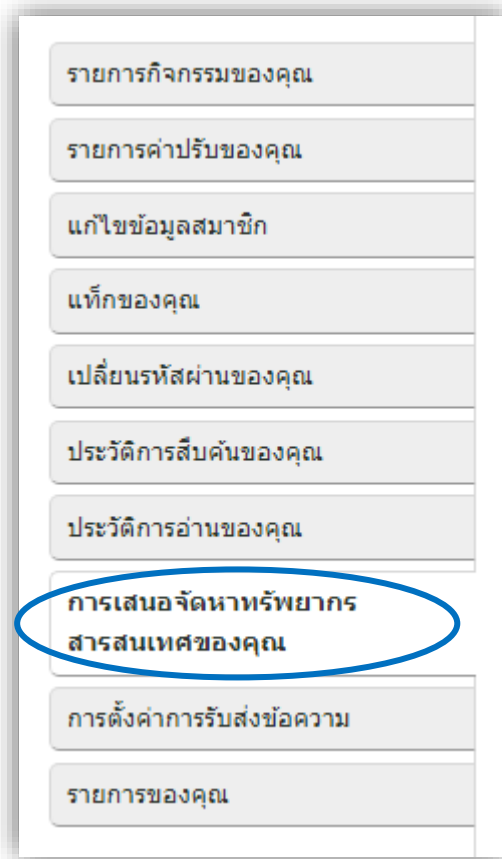 รายการกิจกรรมของคุณ
รายการค่าปรับของคุณ
แก้ไขข้อมูลสมาชิก
แท็กของคุณ
เปลี่ยนรหัสผ่านของคุณ
ประวัติการสืบค้นของคุณ
ประวัติการอ่านของคุณ
การเสนอจัดหาทรัพยากร
สารสนเทศของคุณ
การตั้งค่าการรับส่งข้อความ
รายการของคุณ